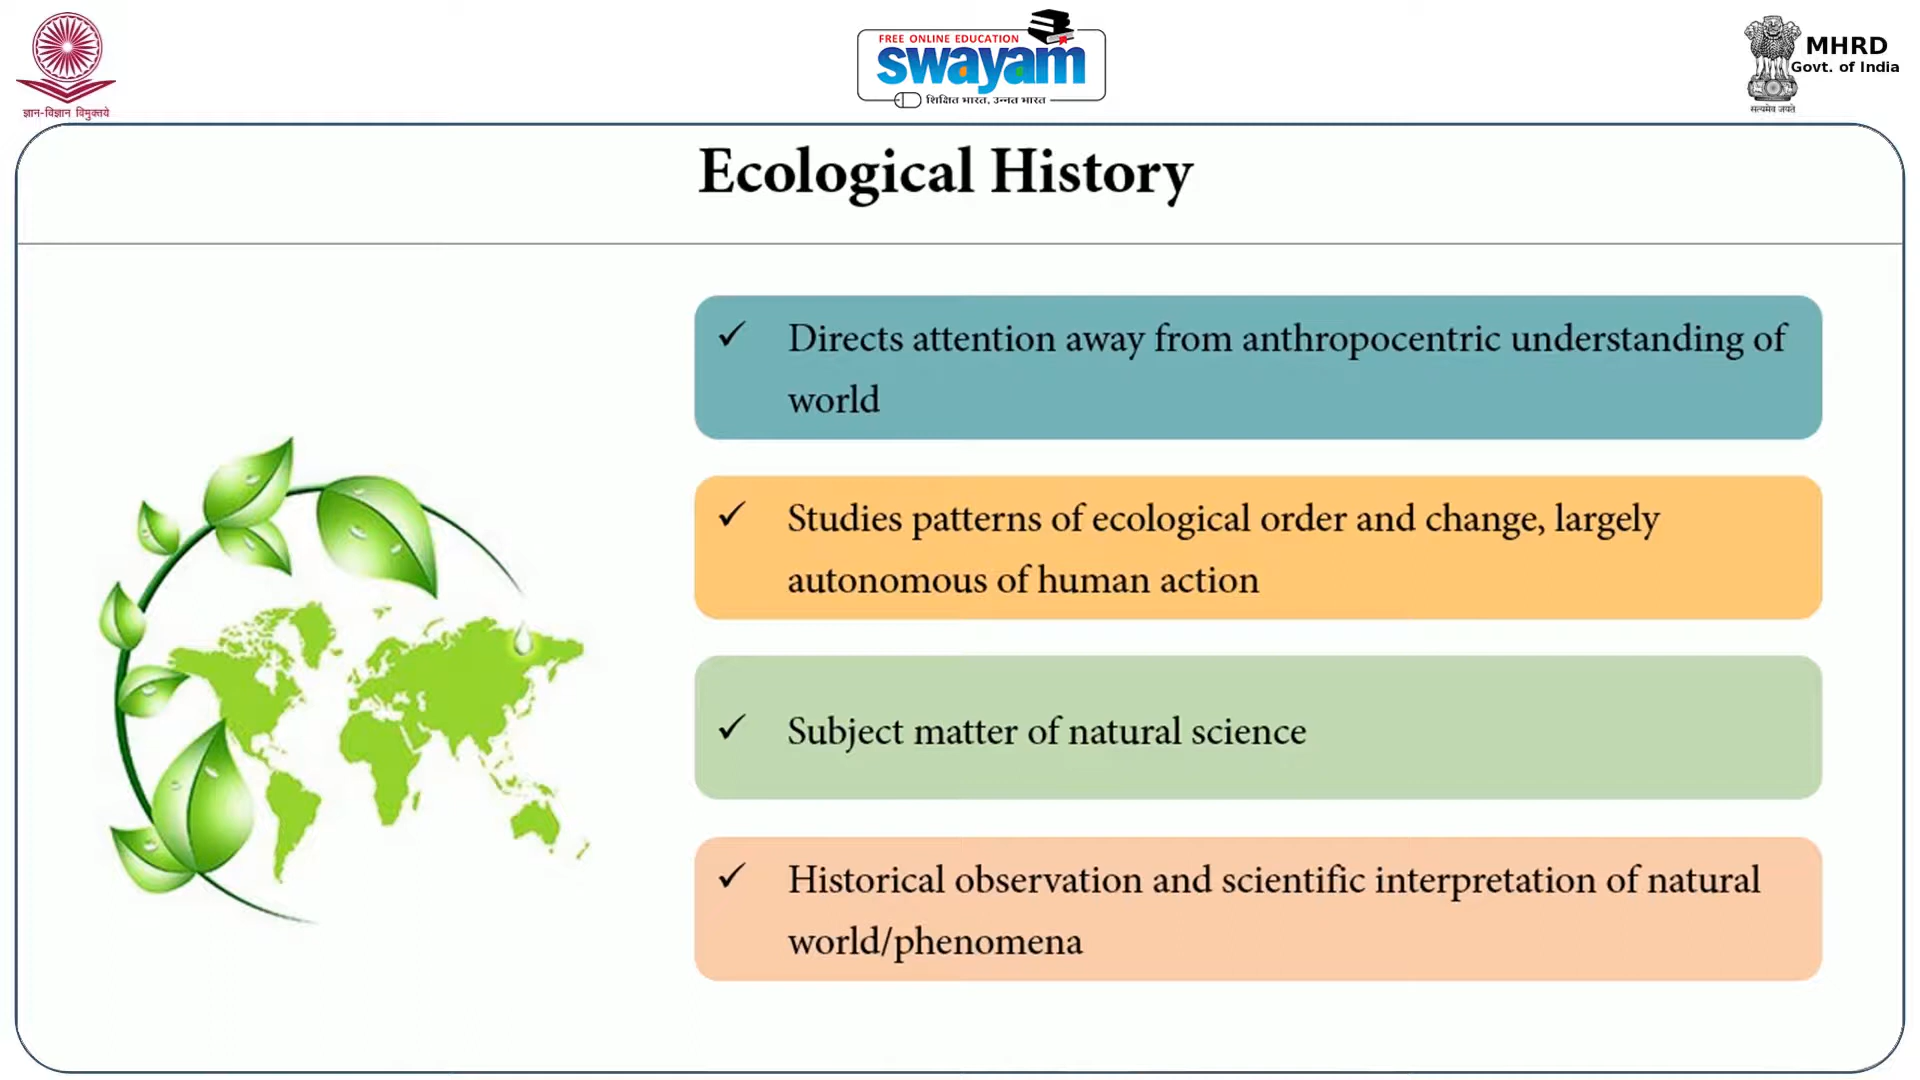 ज्ञान-विज्ञान विमुक्तये
FREE ONLINE EDUCATION
swayam
शिक्षित भारत, उन्नत भारत
MHRD
Govt. of India
सत्यमेव जयते
Ecological History
✓ Directs attention away from anthropocentric understanding of
world
✓ Studies patterns of ecological order and change, largely
autonomous of human action
✓ Subject matter of natural science
✓ Historical observation and scientific interpretation of natural
world/phenomena